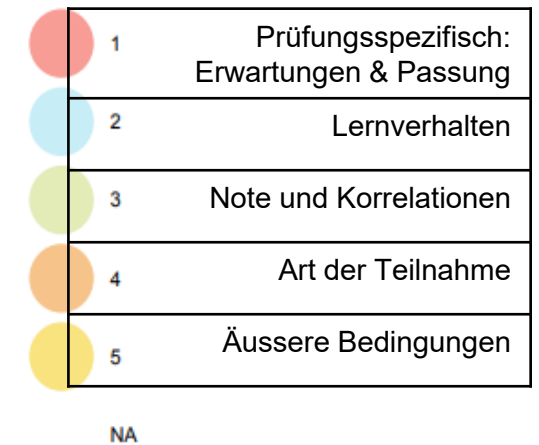 1 Prüfungsspezifisch:
Erwartungen & Passung
2 Lernverhalten
3 Note und Korrelationen
4 Art der Teilnahme
5 Äussere Bedingungen
NA